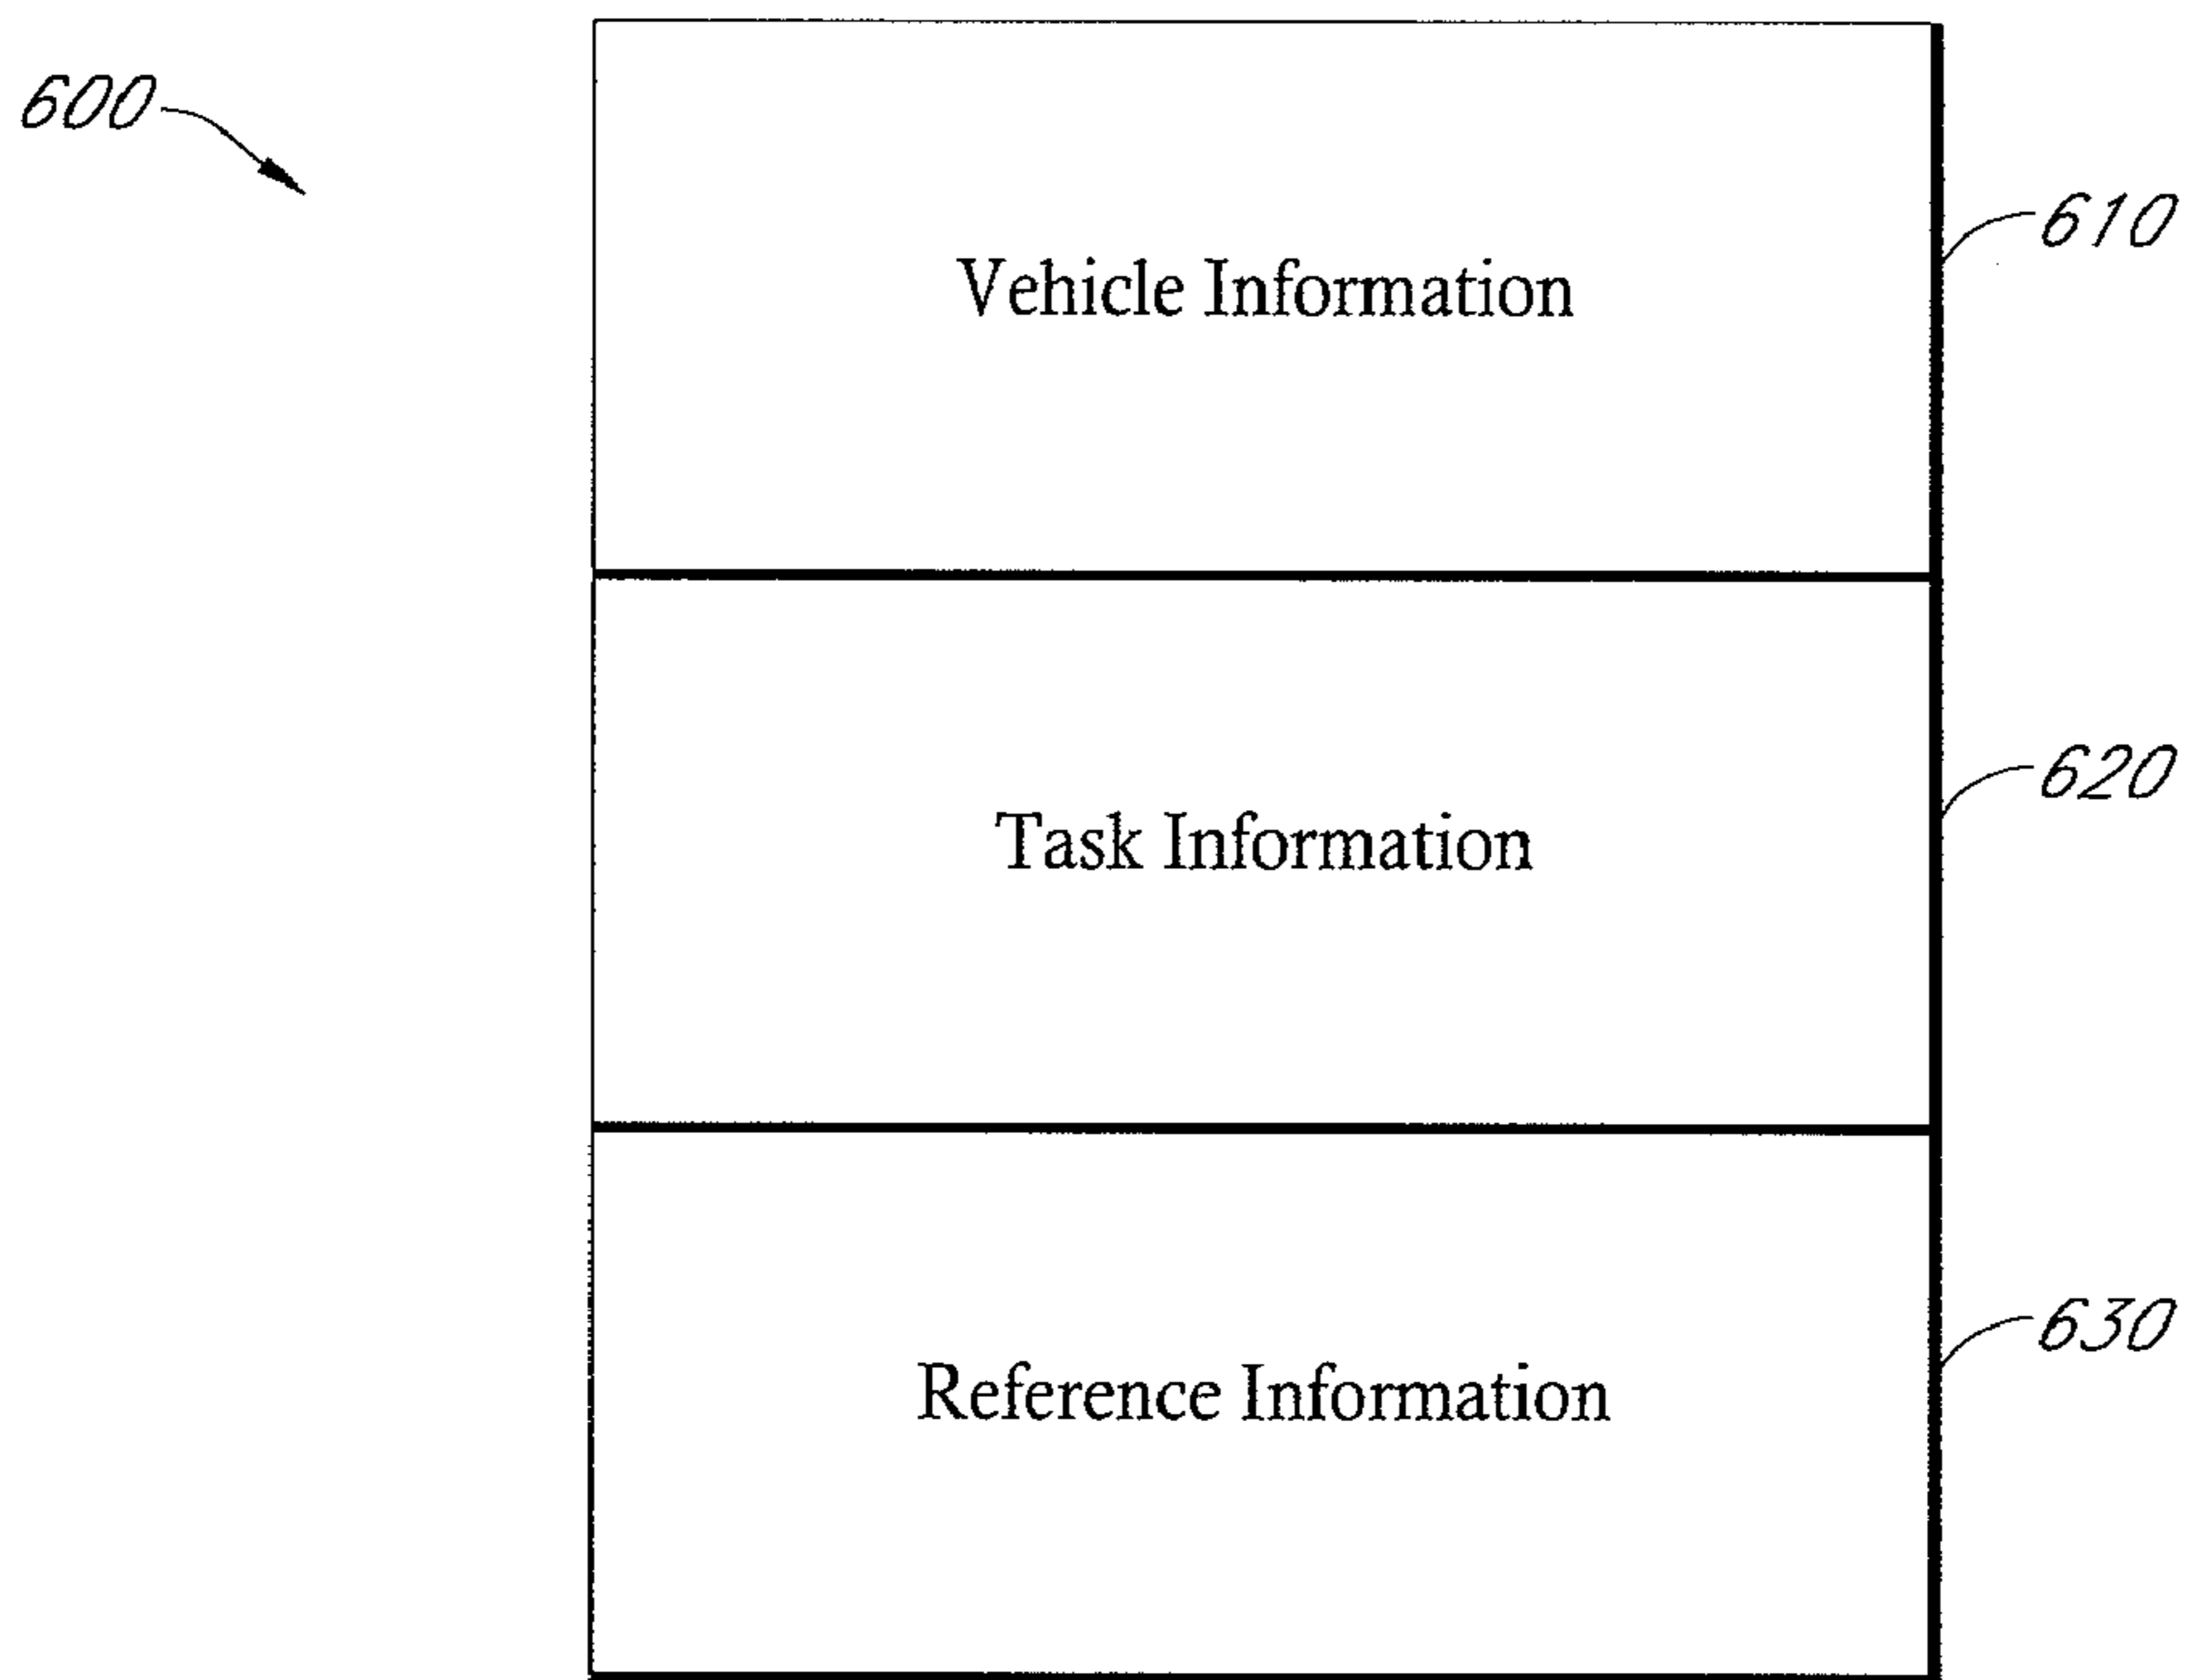 600
610
Vehicle Information
620
Task Information
630
Reference Information